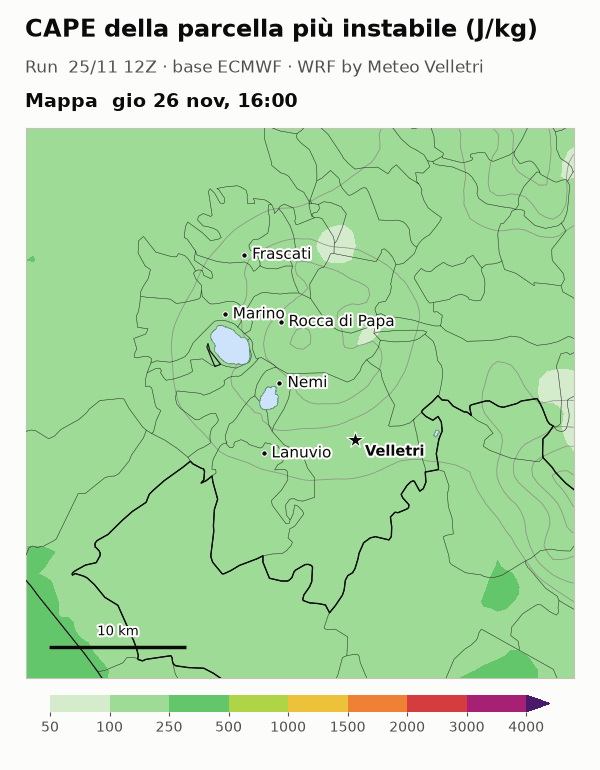 CAPE della parcella più instabile (J/kg)
Run  25/11 12Z · base ECMWF · WRF by Meteo Velletri
Mappa  gio 26 nov, 16:00
Frascati
Marino
Rocca di Papa
Nemi
Velletri
Lanuvio
10 km
50 100 250 500 1000 1500 2000 3000 4000